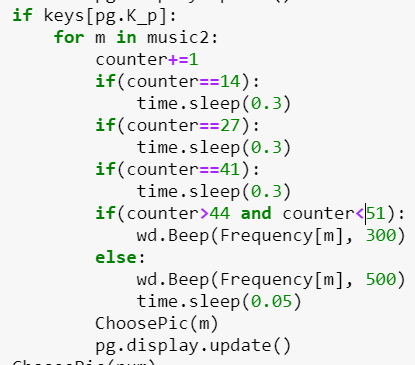 if keys[pg.K_p]:
    for m in music2:
        counter+=1
        if(counter==14):
            time.sleep(0.3)
        if(counter==27):
            time.sleep(0.3)
        if(counter==41):
            time.sleep(0.3)
        if(counter>44 and counter<51):
            wd.Beep(Frequency[m], 300)
        else:
            wd.Beep(Frequency[m], 500)
            time.sleep(0.05)
        ChoosePic(m)
        pg.display.update()